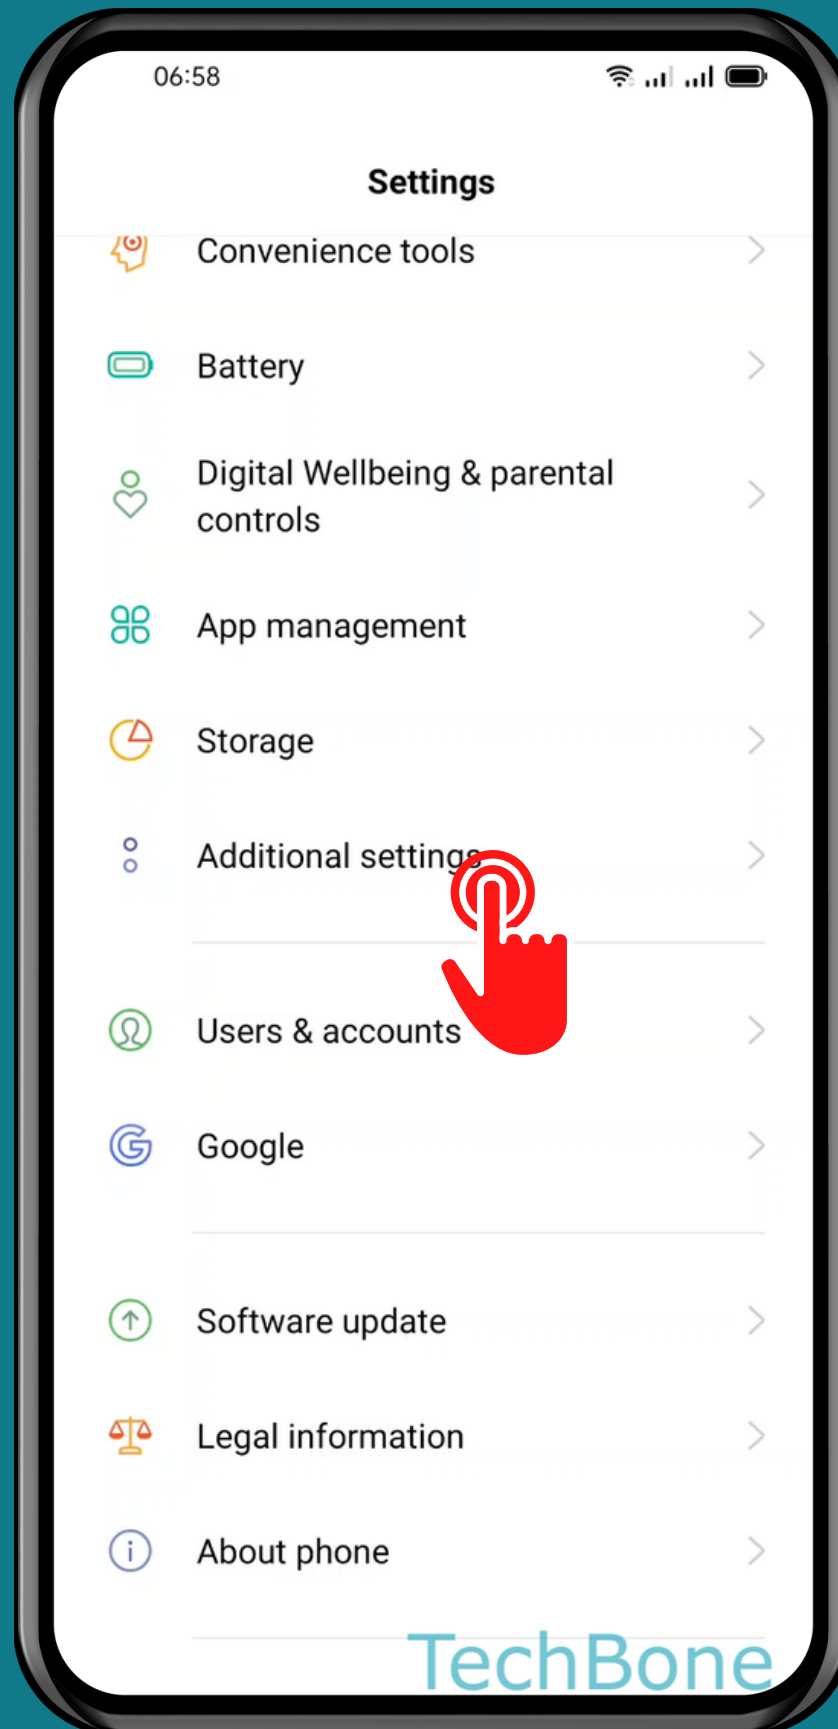 06:58
Settings
Convenience tools
Battery
Digital Wellbeing & parental
controls
App management
Storage
Additional settings
Users & accounts
Google
Software update
Legal information
About phone
TechBone